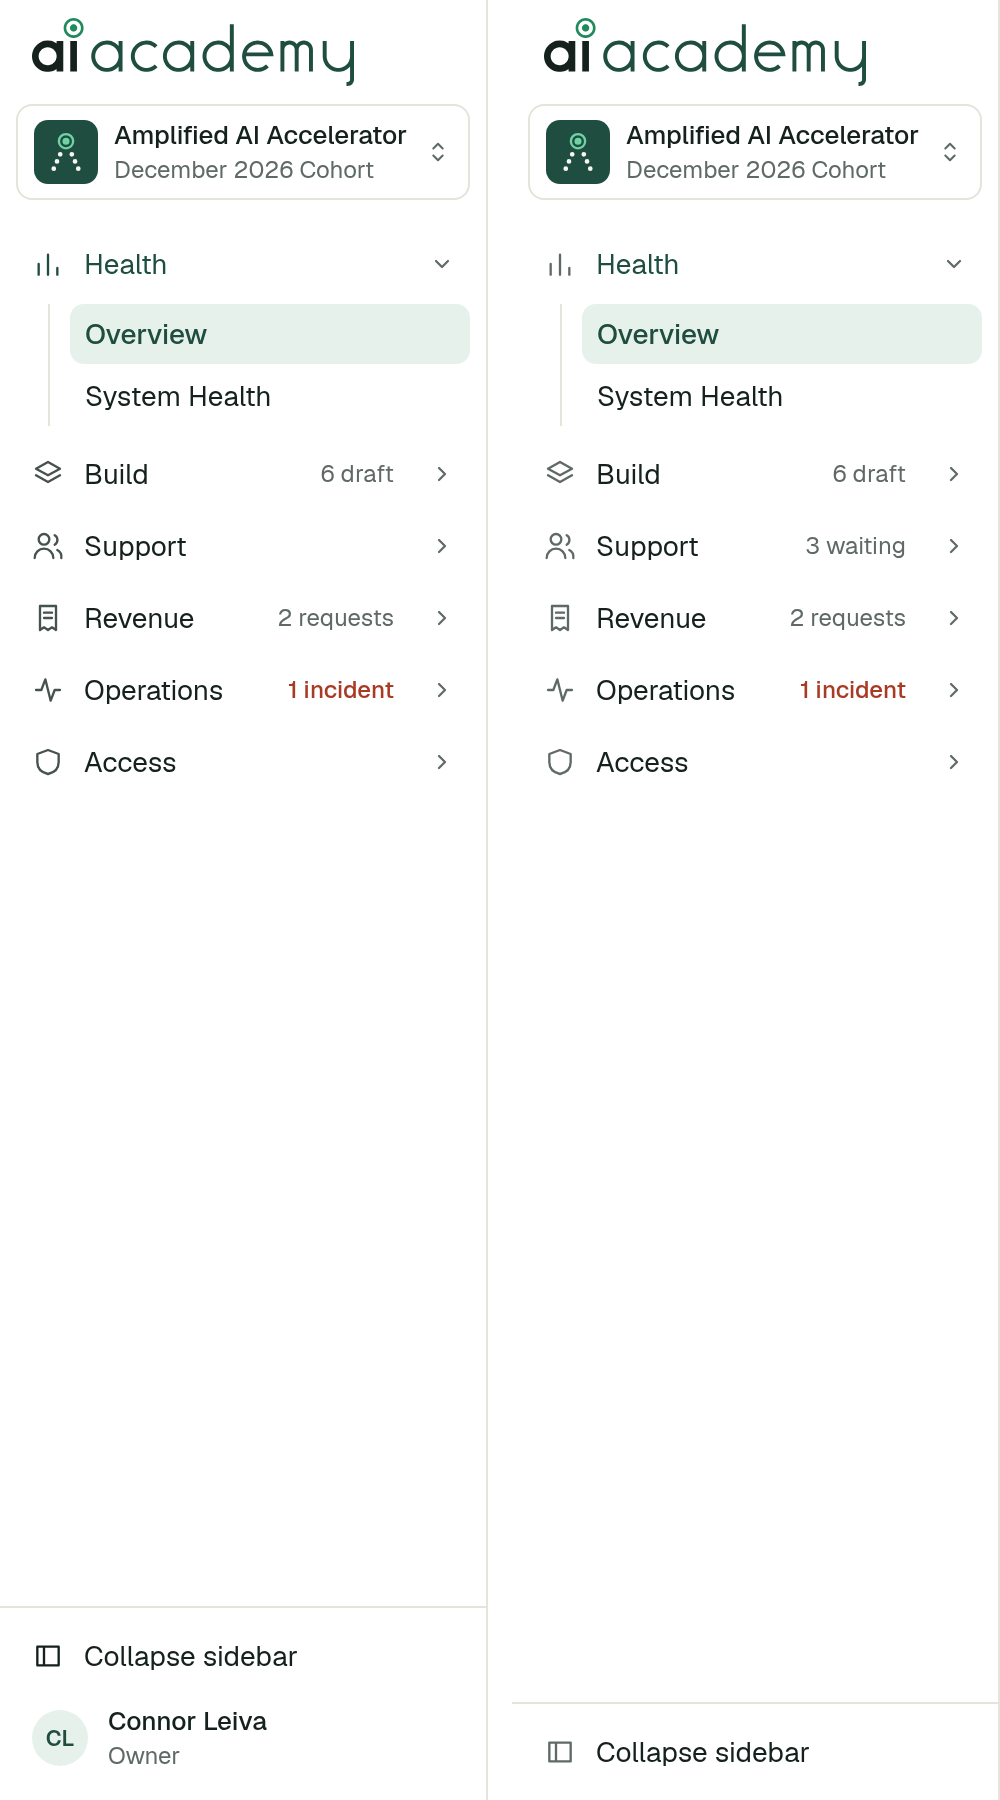 ai academy
Amplified AI Accelerator
December 2026 Cohort
Health
Overview
System Health
Build 6 draft
Support
Revenue 2 requests
Operations 1 incident
Access
Collapse sidebar
CL
Connor Leiva
Owner
ai academy
Amplified AI Accelerator
December 2026 Cohort
Health
Overview
System Health
Build 6 draft
Support 3 waiting
Revenue 2 requests
Operations 1 incident
Access
Collapse sidebar